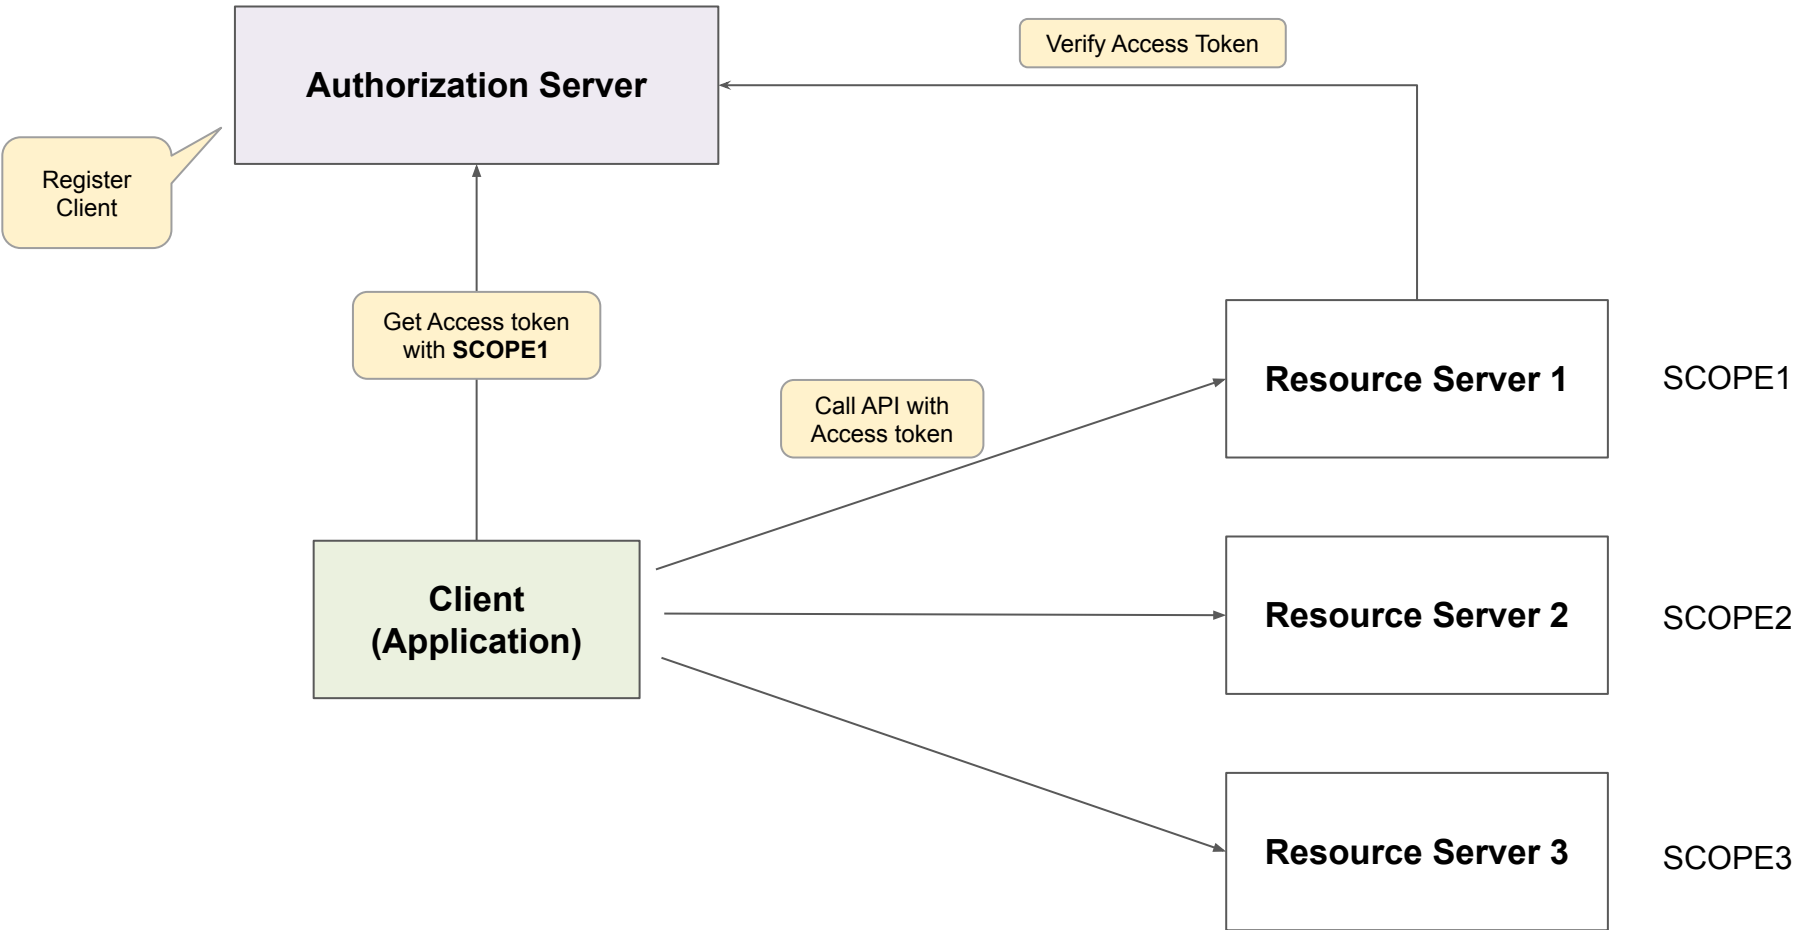 Authorization Server
Verify Access Token
Register
Client
Get Access token
with SCOPE1
Call API with
Access token
Resource Server 1
SCOPE1
Client
(Application)
Resource Server 2
SCOPE2
Resource Server 3
SCOPE3